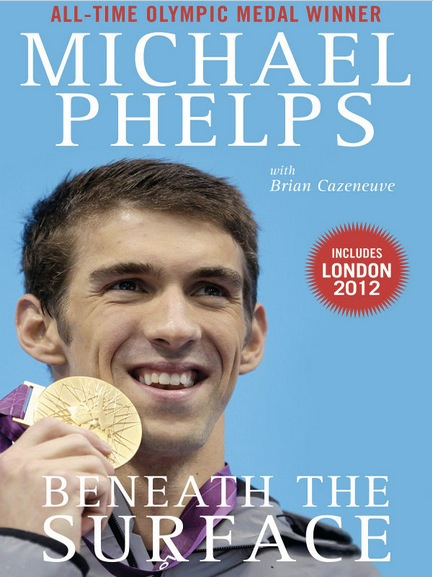 ALL-TIME OLYMPIC MEDAL WINNER
MICHAEL
PHELPS
with
Brian Cazeneuve
INCLUDES
LONDON
2012
BENEATH THE
SURFACE